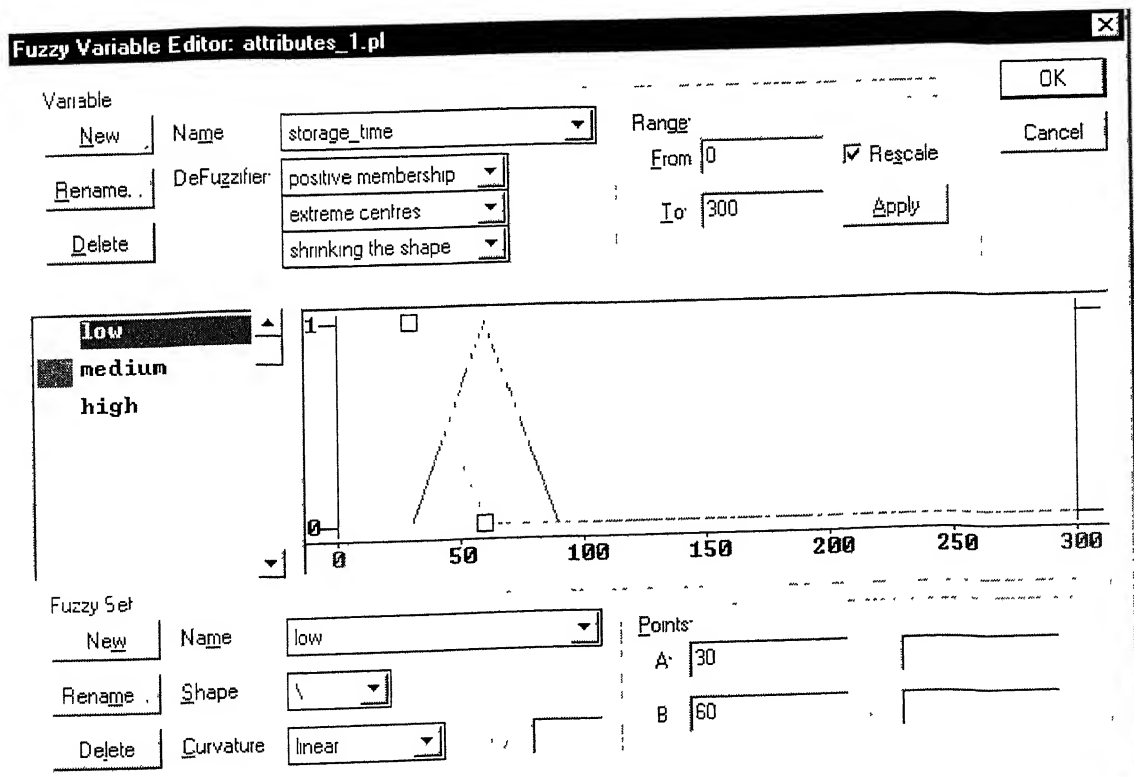 Fuzzy Variable Editor: attributes_1.pl
Variable
New
Name
storage_time
Range:
From
0
Rescale
OK
Cancel
Rename. .
DeFuzzifier:
positive membership
extreme centres
shrinking the shape
To:
300
Apply
Delete
low
medium
high
1
0
0
50
100
150
200
250
300
Fuzzy Set
New
Name
low
Points:
A:
30
Rename .
Shape
\
B
60
Delete
Curvature
linear